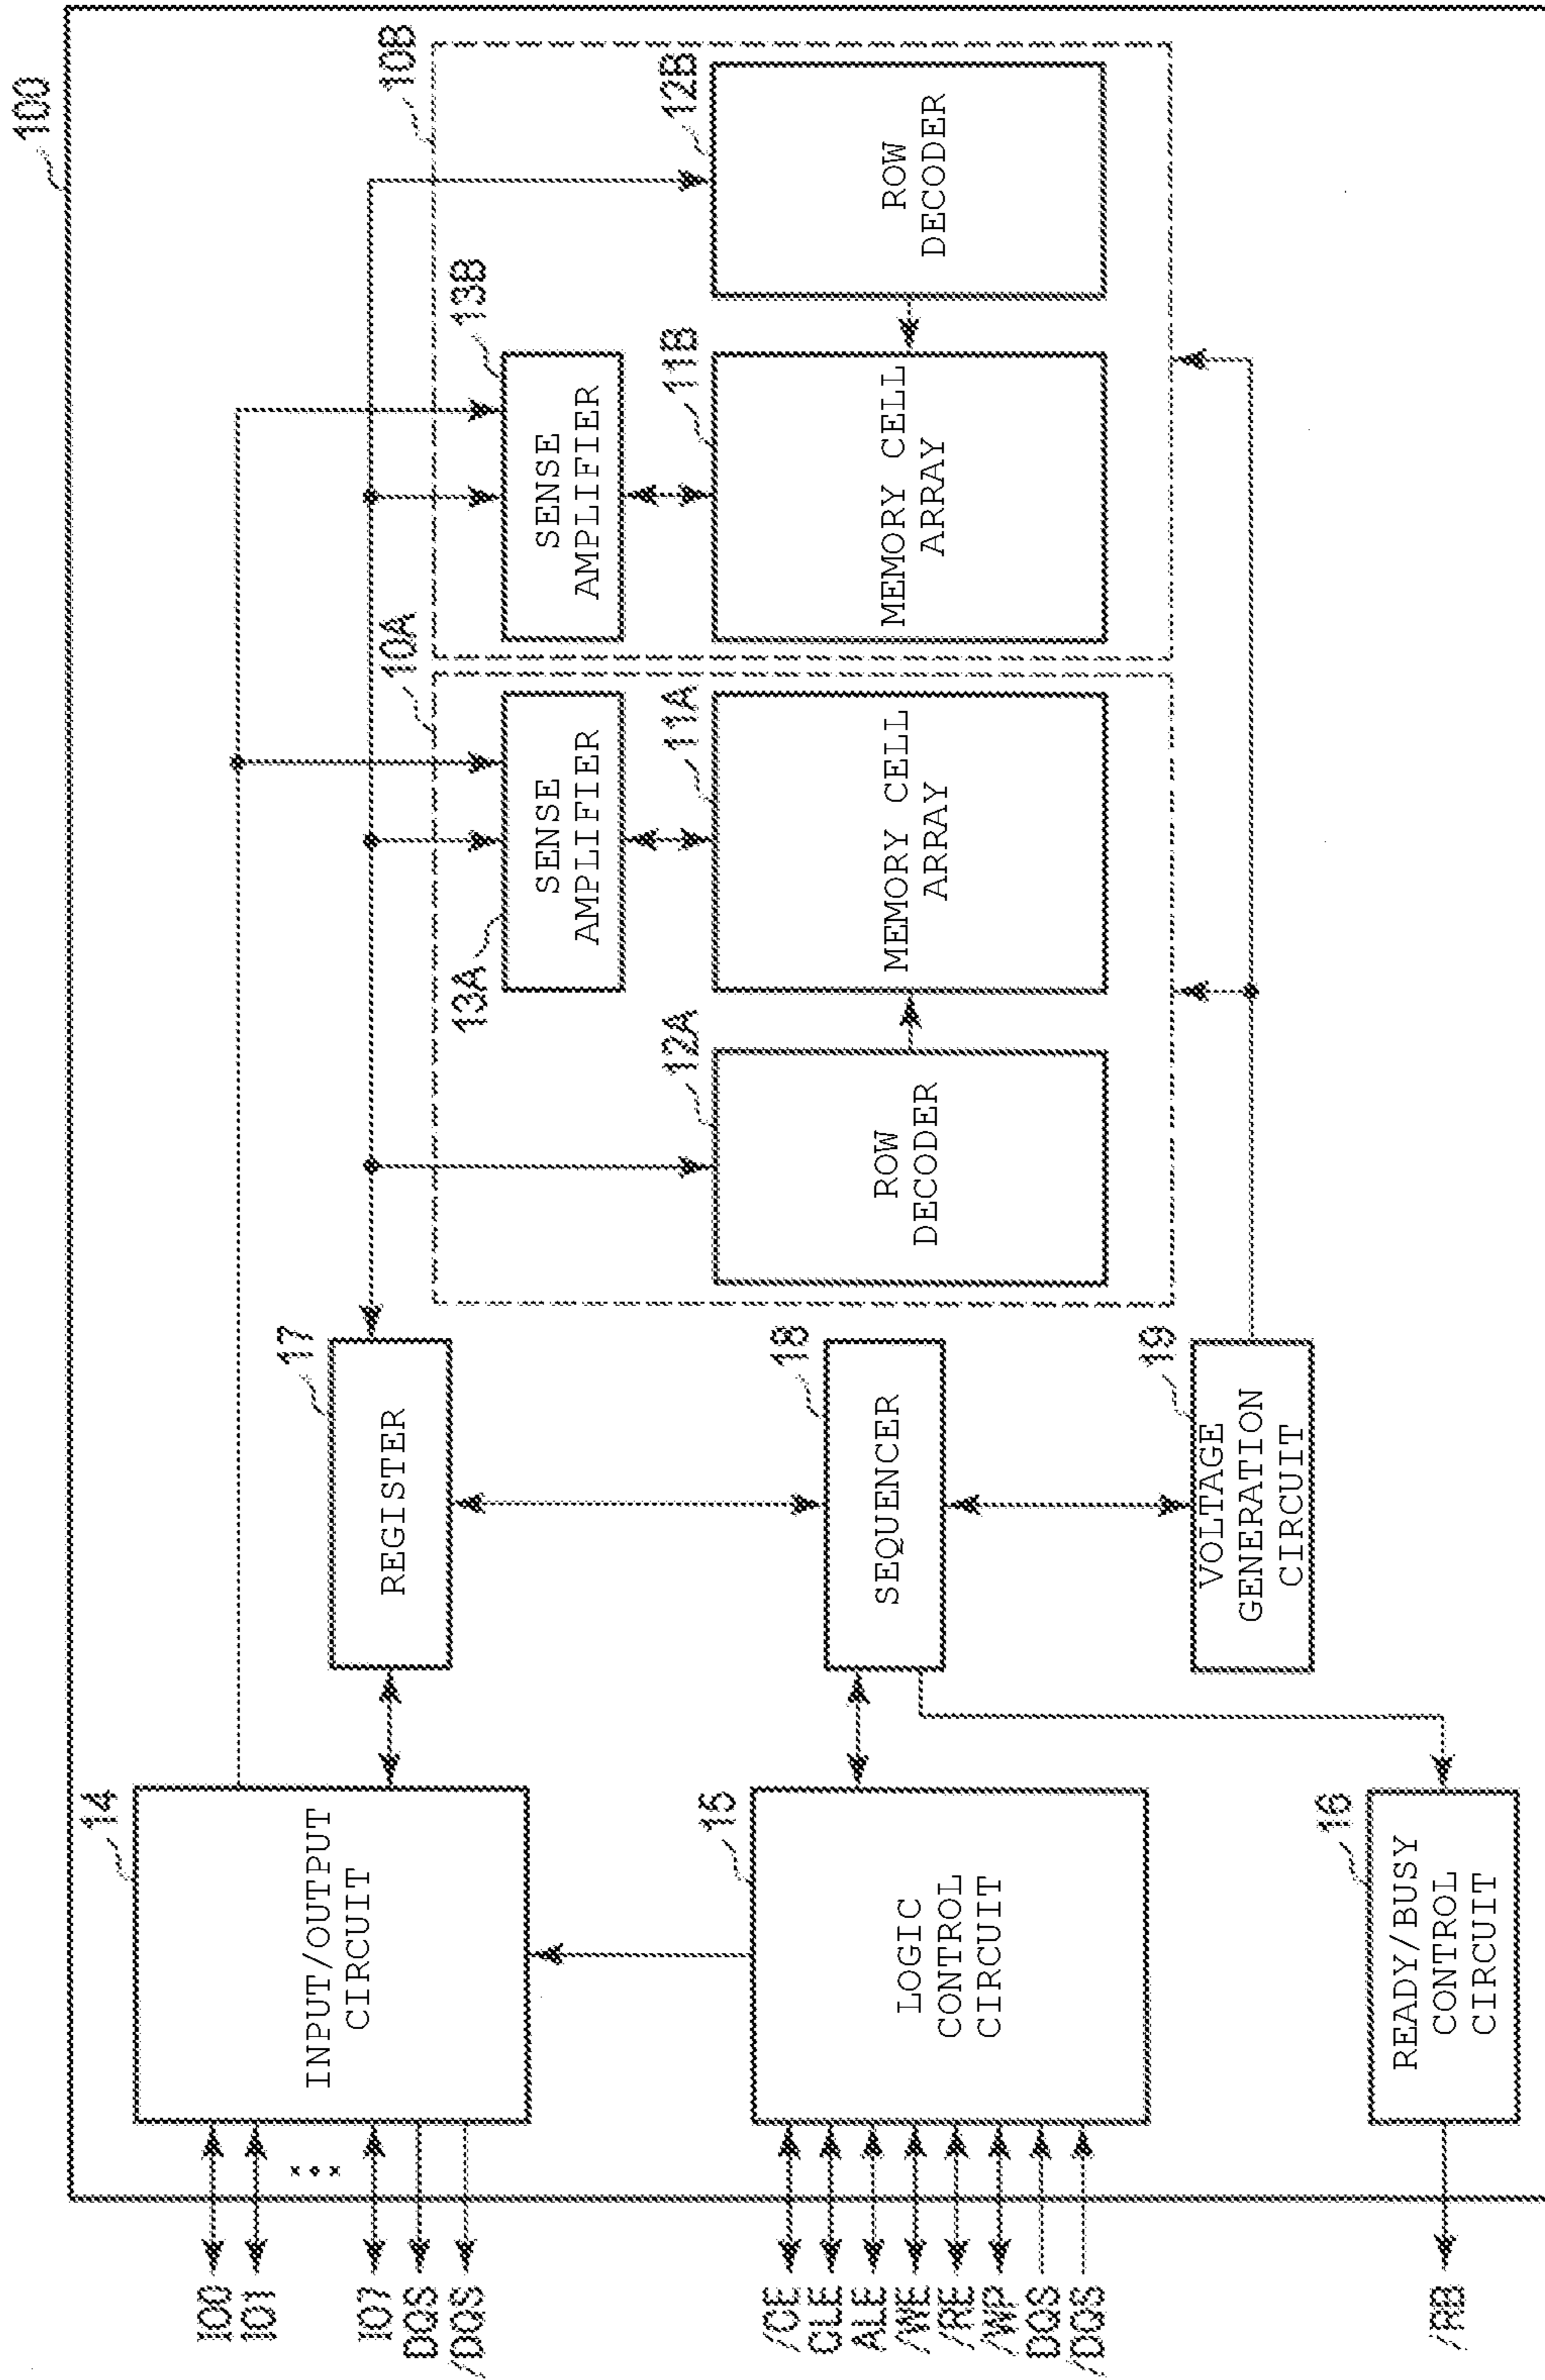 100
IO0
IO1
IO7
DQS
/DQS
14
INPUT/OUTPUT
CIRCUIT
17
REGISTER
10A
10B
13A
SENSE
AMPLIFIER
13B
SENSE
AMPLIFIER
12A
ROW
DECODER
11A
MEMORY CELL
ARRAY
11B
MEMORY CELL
ARRAY
12B
ROW
DECODER
/CE
CLE
ALE
/WE
/RE
/WP
DQS
/DQS
15
LOGIC
CONTROL
CIRCUIT
18
SEQUENCER
19
VOLTAGE
GENERATION
CIRCUIT
/RB
16
READY/BUSY
CONTROL
CIRCUIT